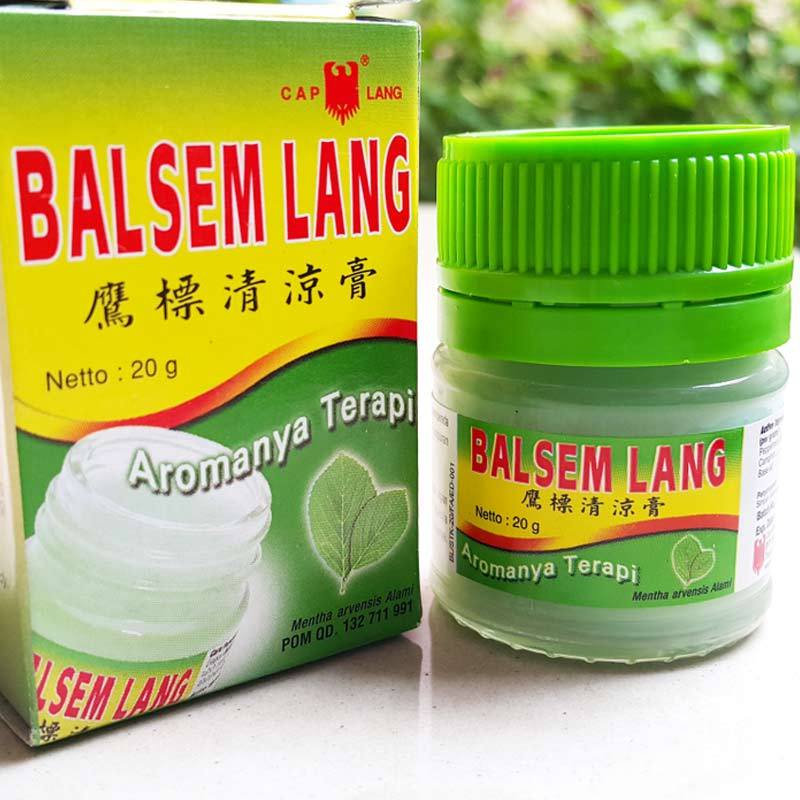 CAP LANG
®
BALSEM LANG
鷹標清涼膏
Netto : 20 g
Aromanya Terapi
Mentha arvensis Alami
POM QD. 132 711 991
LSEM LANG
BALSEM LANG
鷹標清涼膏
Netto : 20 g
Aromanya Terapi
Mentha arvensis Alami